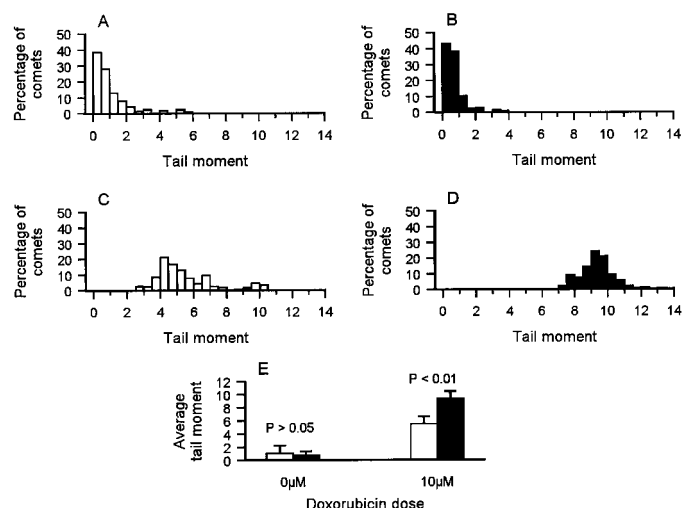 A
Percentage of
comets
50
40
30
20
10
0
0 2 4 6 8 10 12 14
Tail moment
B
Percentage of
comets
50
40
30
20
10
0
0 2 4 6 8 10 12 14
Tail moment
C
Percentage of
comets
50
40
30
20
10
0
0 2 4 6 8 10 12 14
Tail moment
D
Percentage of
comets
50
40
30
20
10
0
0 2 4 6 8 10 12 14
Tail moment
E
Average
tail moment
12
10
8
6
4
2
0
P > 0.05
P < 0.01
0µM 10µM
Doxorubicin dose